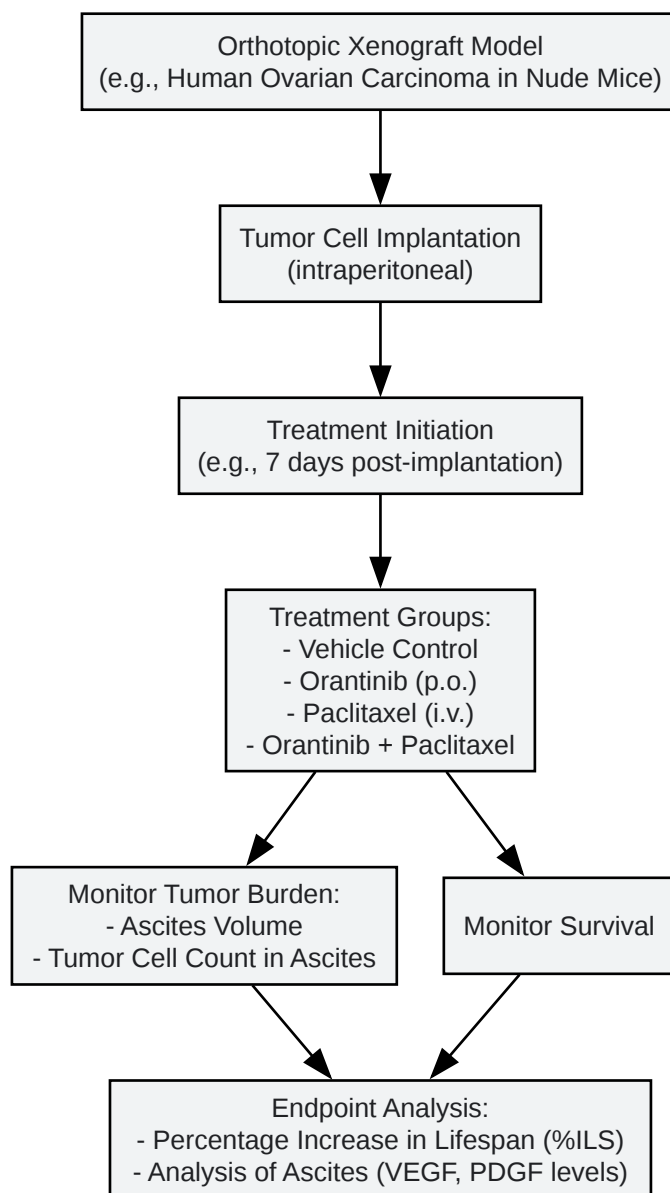 Orthotopic Xenograft Model
(e.g., Human Ovarian Carcinoma in Nude Mice)
Tumor Cell Implantation
(intraperitoneal)
Treatment Initiation
(e.g., 7 days post-implantation)
Treatment Groups:
- Vehicle Control
- Orantinib (p.o.)
- Paclitaxel (i.v.)
- Orantinib + Paclitaxel
Monitor Tumor Burden:
- Ascites Volume
- Tumor Cell Count in Ascites
Monitor Survival
Endpoint Analysis:
- Percentage Increase in Lifespan (%ILS)
- Analysis of Ascites (VEGF, PDGF levels)